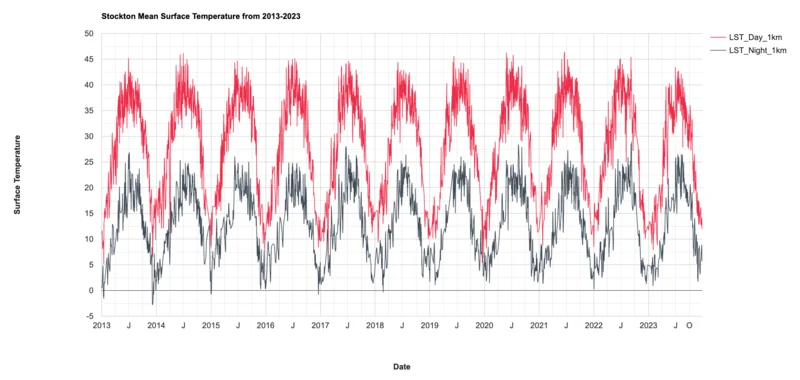 Stockton Mean Surface Temperature from 2013-2023
LST_Day_1km
LST_Night_1km
50
45
40
35
30
25
20
15
10
5
0
-5
Surface Temperature
2013 J 2014 J 2015 J 2016 J 2017 J 2018 J 2019 J 2020 J 2021 J 2022 J 2023 J O
Date